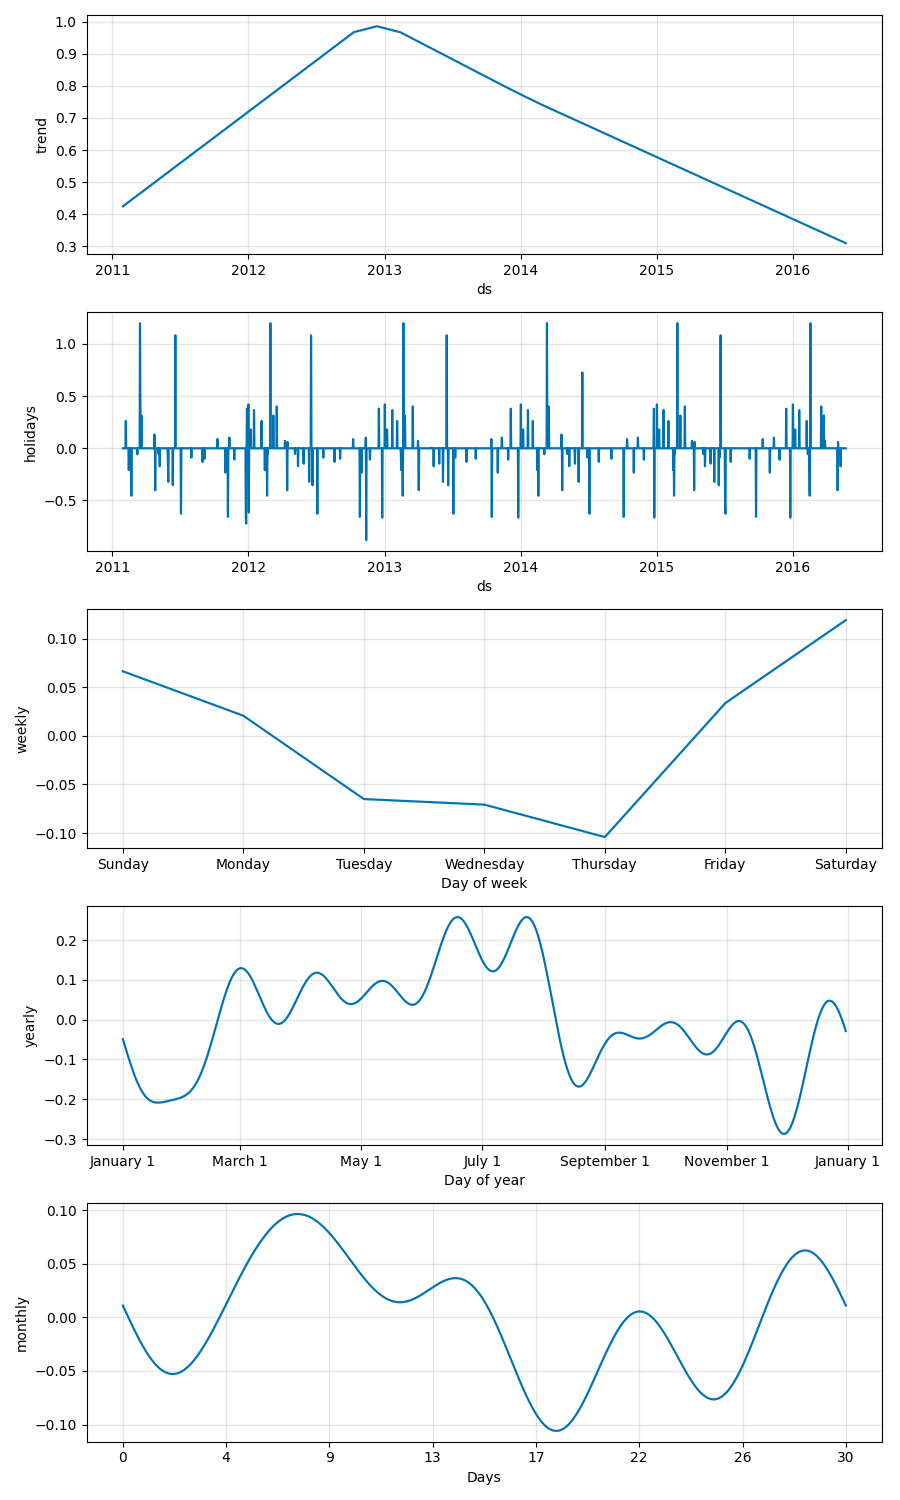 1.0
0.9
0.8
0.7
0.6
0.5
0.4
0.3
trend
2011 2012 2013 2014 2015 2016
ds
1.0
0.5
0.0
−0.5
holidays
2011 2012 2013 2014 2015 2016
ds
0.10
0.05
0.00
−0.05
−0.10
weekly
Sunday Monday Tuesday Wednesday Thursday Friday Saturday
Day of week
0.2
0.1
0.0
−0.1
−0.2
−0.3
yearly
January 1 March 1 May 1 July 1 September 1 November 1 January 1
Day of year
0.10
0.05
0.00
−0.05
−0.10
monthly
0 4 9 13 17 22 26 30
Days